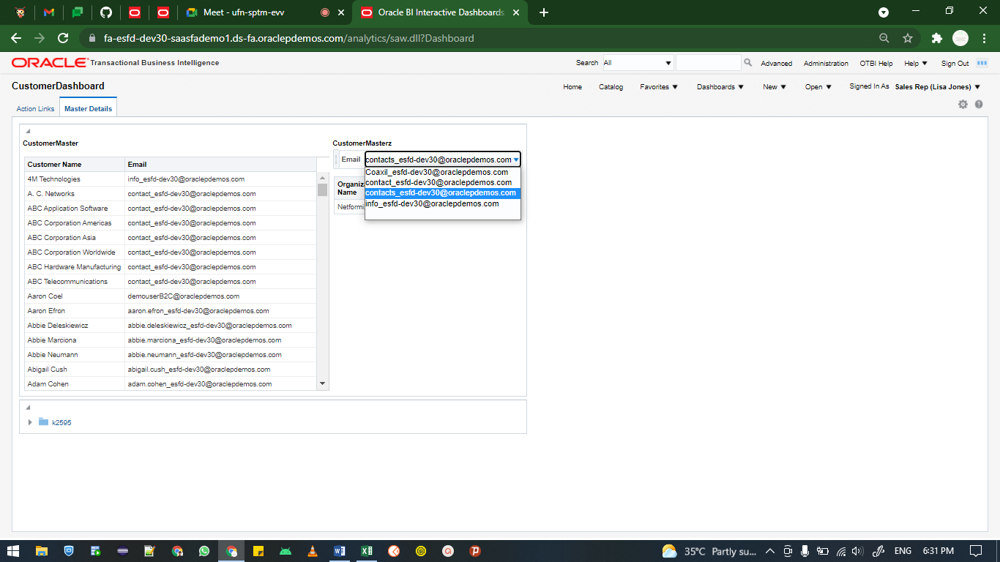 Meet - ufn-sptm-evv
Oracle BI Interactive Dashboards
fa-esfd-dev30-saasfademo1.ds-fa.oraclepdemos.com/analytics/saw.dll?Dashboard
ORACLE Transactional Business Intelligence
Search All Advanced Administration OTBI Help Help Sign Out
CustomerDashboard
Home Catalog Favorites Dashboards New Open Signed In As Sales Rep (Lisa Jones)
Action Links Master Details
CustomerMaster
Customer Name Email
4M Technologies info_esfd-dev30@oraclepdemos.com
A. C. Networks contact_esfd-dev30@oraclepdemos.com
ABC Application Software contact_esfd-dev30@oraclepdemos.com
ABC Corporation Americas contact_esfd-dev30@oraclepdemos.com
ABC Corporation Asia contact_esfd-dev30@oraclepdemos.com
ABC Corporation Worldwide contact_esfd-dev30@oraclepdemos.com
ABC Hardware Manufacturing contact_esfd-dev30@oraclepdemos.com
ABC Telecommunications contact_esfd-dev30@oraclepdemos.com
Aaron Coel demouserB2C@oraclepdemos.com
Aaron Efron aaron.efron_esfd-dev30@oraclepdemos.com
Abbie Deleskiewicz abbie.deleskiewicz_esfd-dev30@oraclepdemos.com
Abbie Marciona abbie.marciona_esfd-dev30@oraclepdemos.com
Abbie Neumann abbie.neumann_esfd-dev30@oraclepdemos.com
Abigail Cush abigail.cush_esfd-dev30@oraclepdemos.com
Adam Cohen adam.cohen_esfd-dev30@oraclepdemos.com
CustomerMasterz
Email contacts_esfd-dev30@oraclepdemos.com
Coaxil_esfd-dev30@oraclepdemos.com
contact_esfd-dev30@oraclepdemos.com
contacts_esfd-dev30@oraclepdemos.com
info_esfd-dev30@oraclepdemos.com
Organiz
Name
Netformi
k2595
35°C Partly su... ENG 6:31 PM